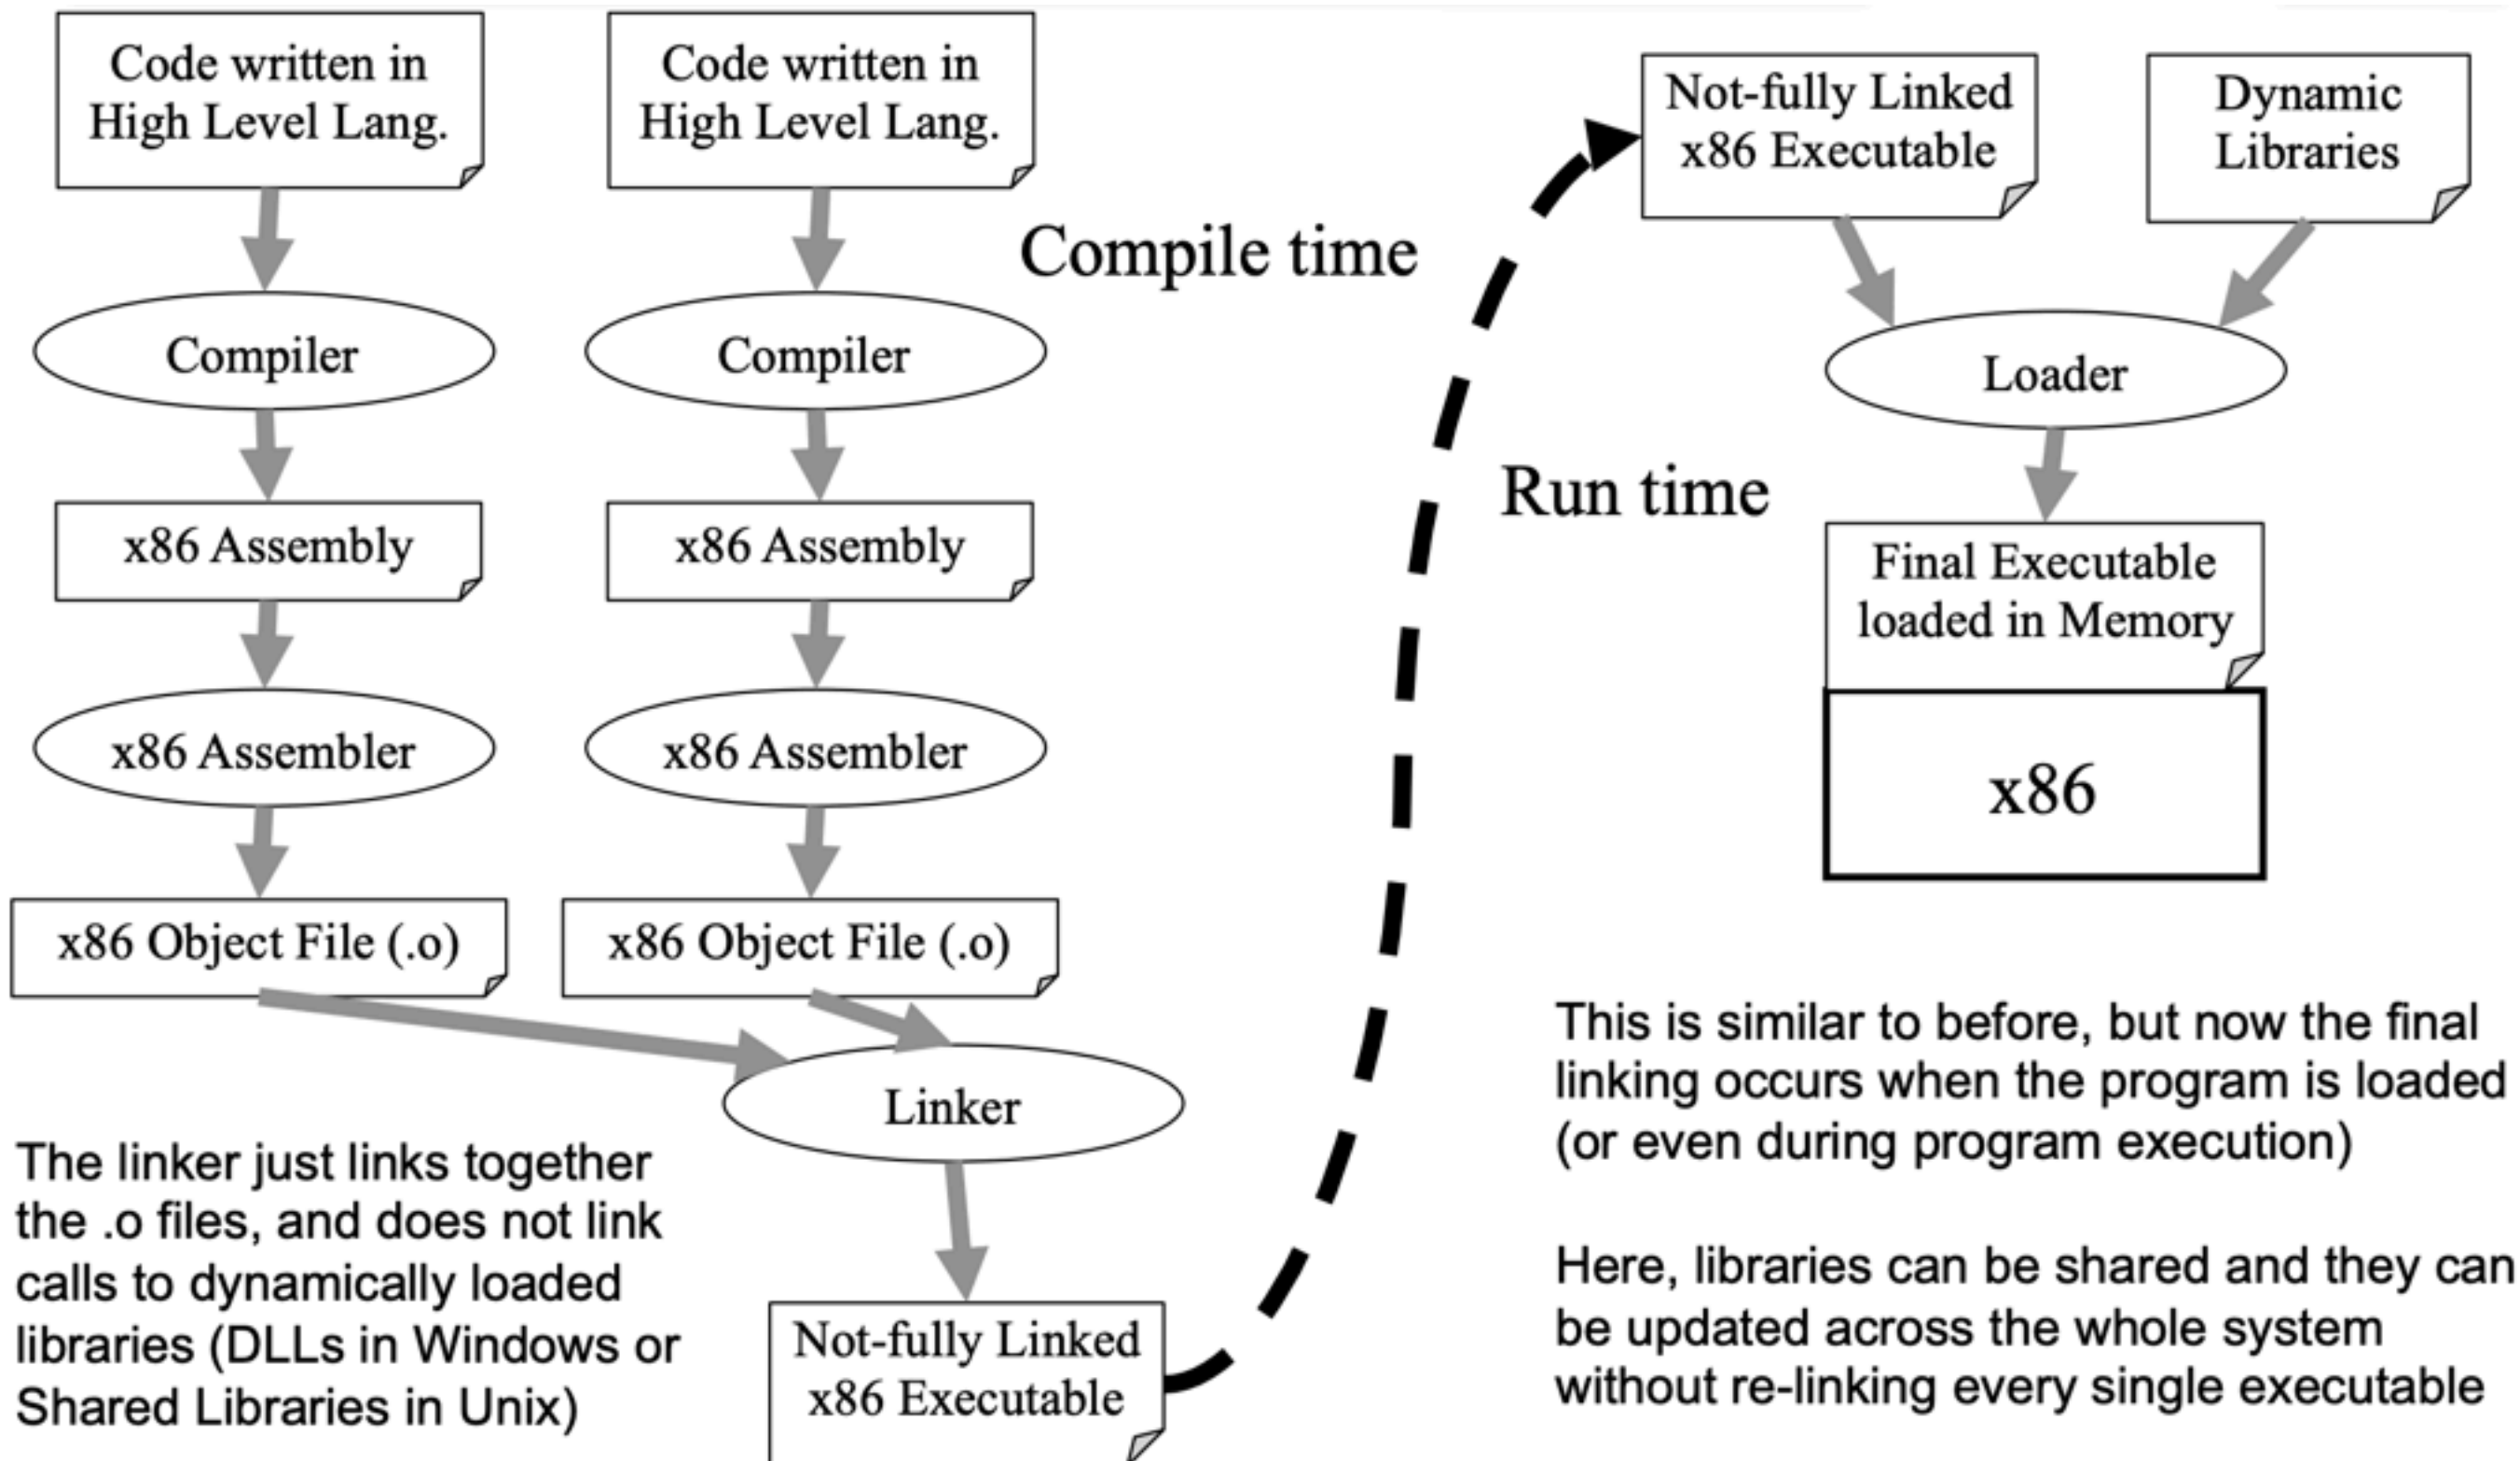 Code written in
High Level Lang.
Compiler
x86 Assembly
x86 Assembler
x86 Object File (.o)
Code written in
High Level Lang.
Compiler
x86 Assembly
x86 Assembler
x86 Object File (.o)
Linker
Not-fully Linked
x86 Executable
The linker just links together
the .o files, and does not link
calls to dynamically loaded
libraries (DLLs in Windows or
Shared Libraries in Unix)
Compile time
Run time
Not-fully Linked
x86 Executable
Dynamic
Libraries
Loader
Final Executable
loaded in Memory
x86
This is similar to before, but now the final
linking occurs when the program is loaded
(or even during program execution)
Here, libraries can be shared and they can
be updated across the whole system
without re-linking every single executable